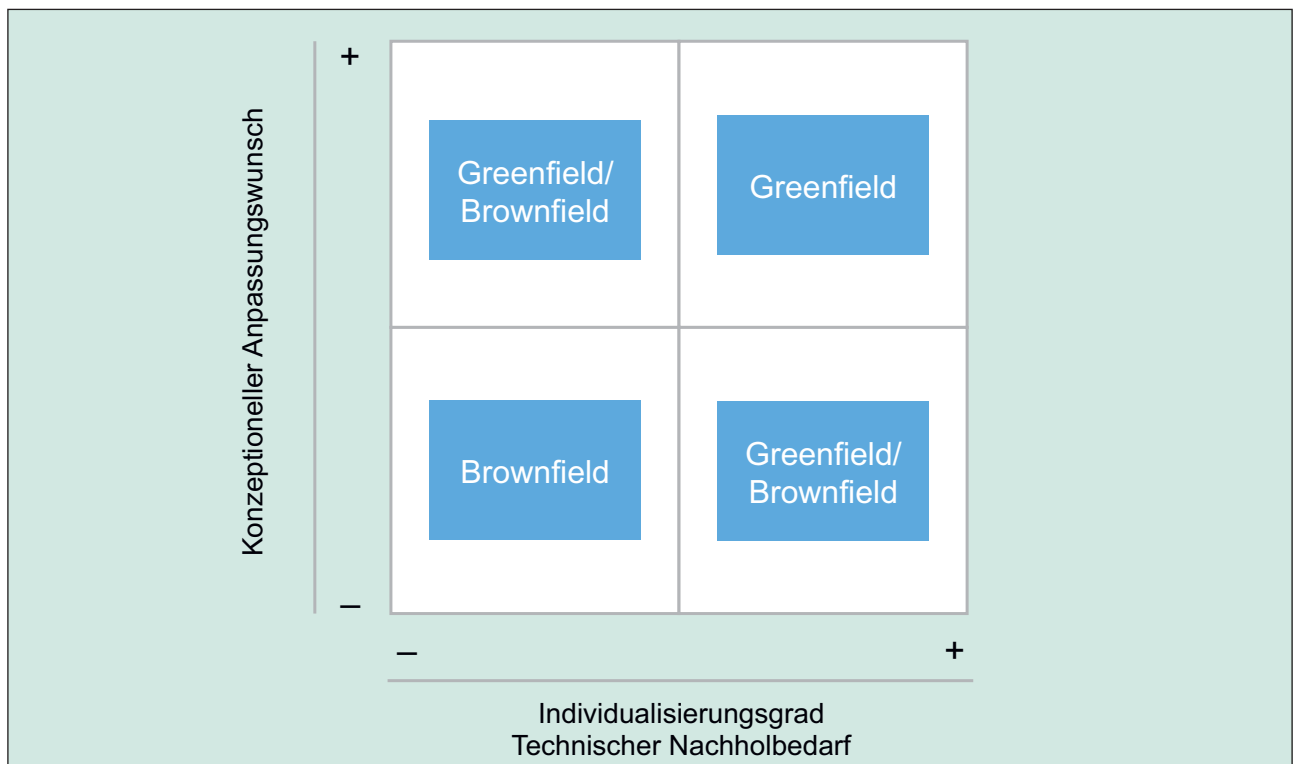 +
Konzeptioneller Anpassungswunsch
Greenfield/
Brownfield
Greenfield
Brownfield
Greenfield/
Brownfield
–
–
+
Individualisierungsgrad
Technischer Nachholbedarf